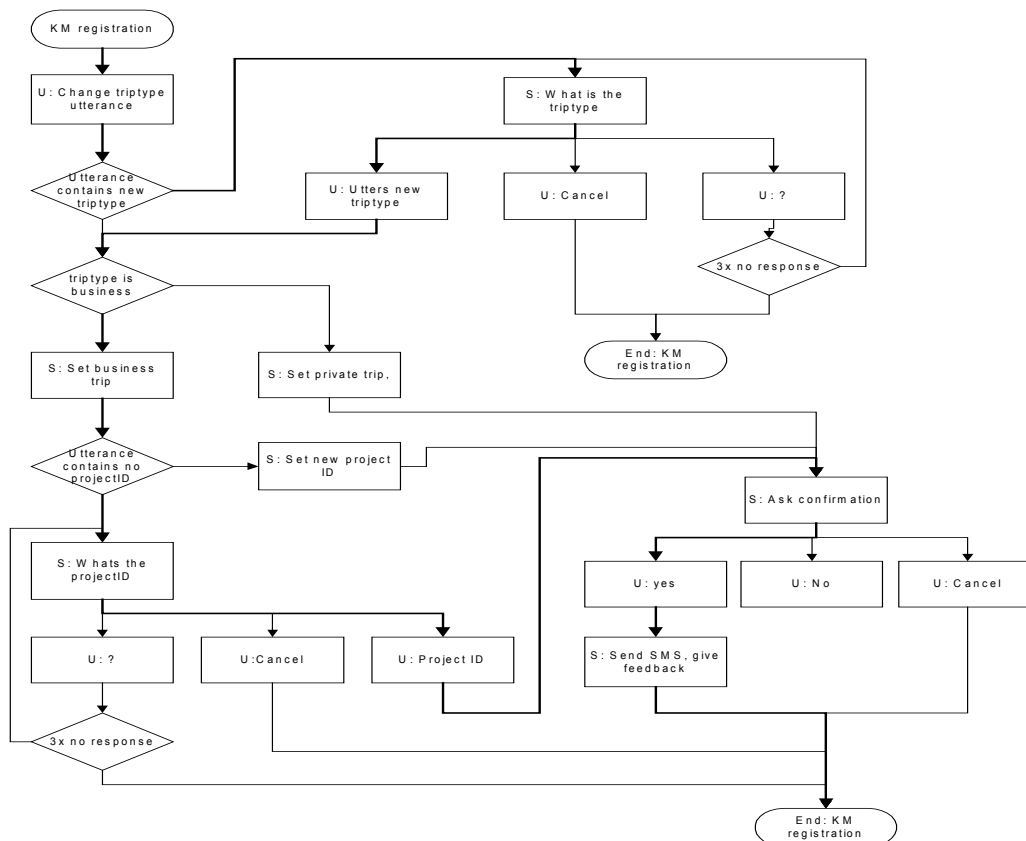 KM registration
U: Change triptype
utterance
S: What is the
triptype
Utterance
contains new
triptype
U: Utters new
triptype
U: Cancel
U: ?
3x no response
triptype is
business
End: KM
registration
S: Set business
trip
S: Set private trip,
Utterance
contains no
projectID
S: Set new project
ID
S: Ask confirmation
S: Whats the
projectID
U: yes
U: No
U: Cancel
U: ?
U:Cancel
U: Project ID
S: Send SMS, give
feedback
3x no response
End: KM
registration